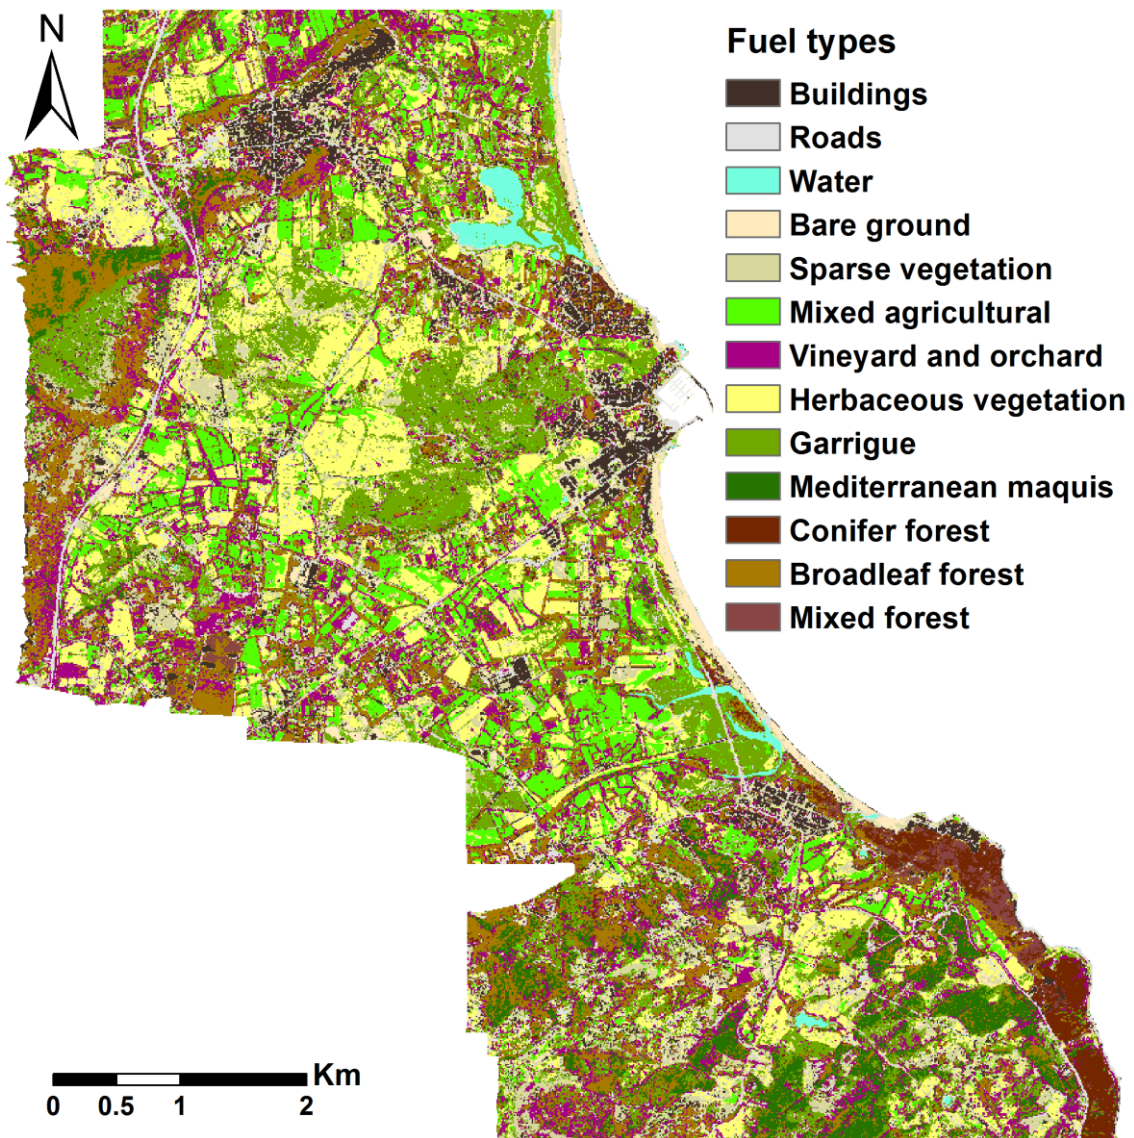 N
Fuel types
Buildings
Roads
Water
Bare ground
Sparse vegetation
Mixed agricultural
Vineyard and orchard
Herbaceous vegetation
Garrigue
Mediterranean maquis
Conifer forest
Broadleaf forest
Mixed forest
Km
0 0.5 1 2